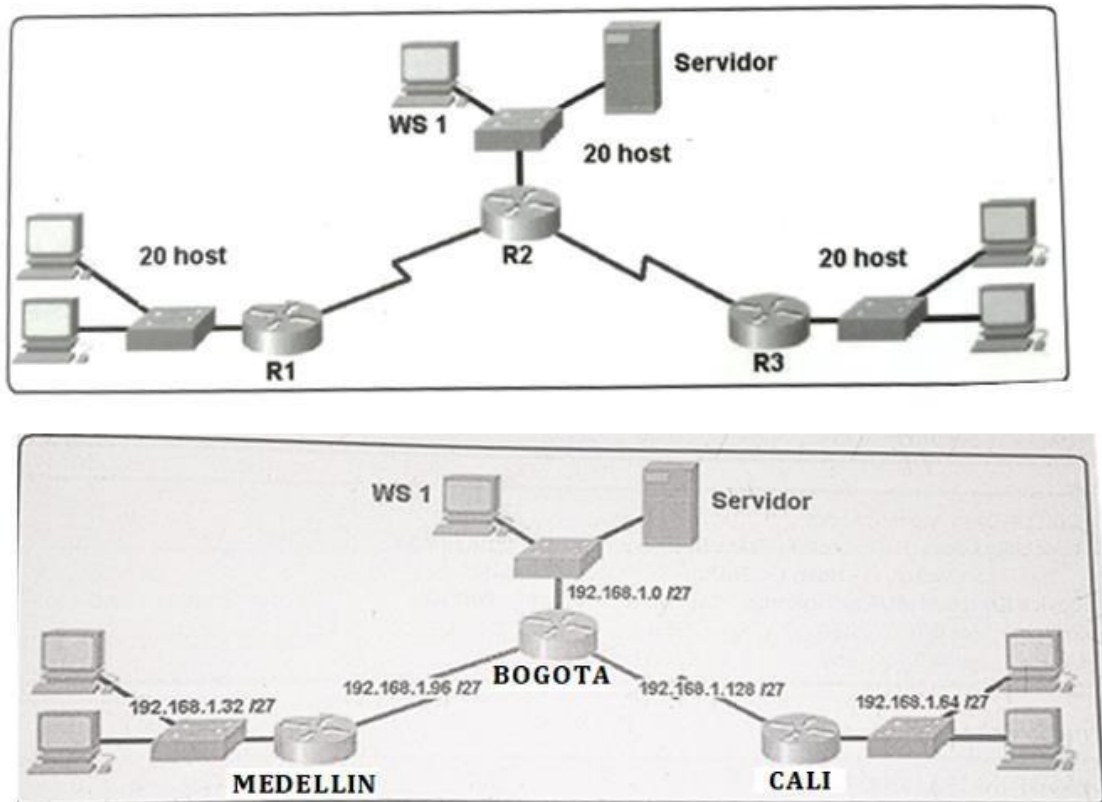 Servidor
WS 1
20 host
R2
20 host
R1
20 host
R3
WS 1
Servidor
192.168.1.0 /27
BOGOTA
192.168.1.96 /27
192.168.1.128 /27
192.168.1.32 /27
MEDELLIN
192.168.1.64 /27
CALI